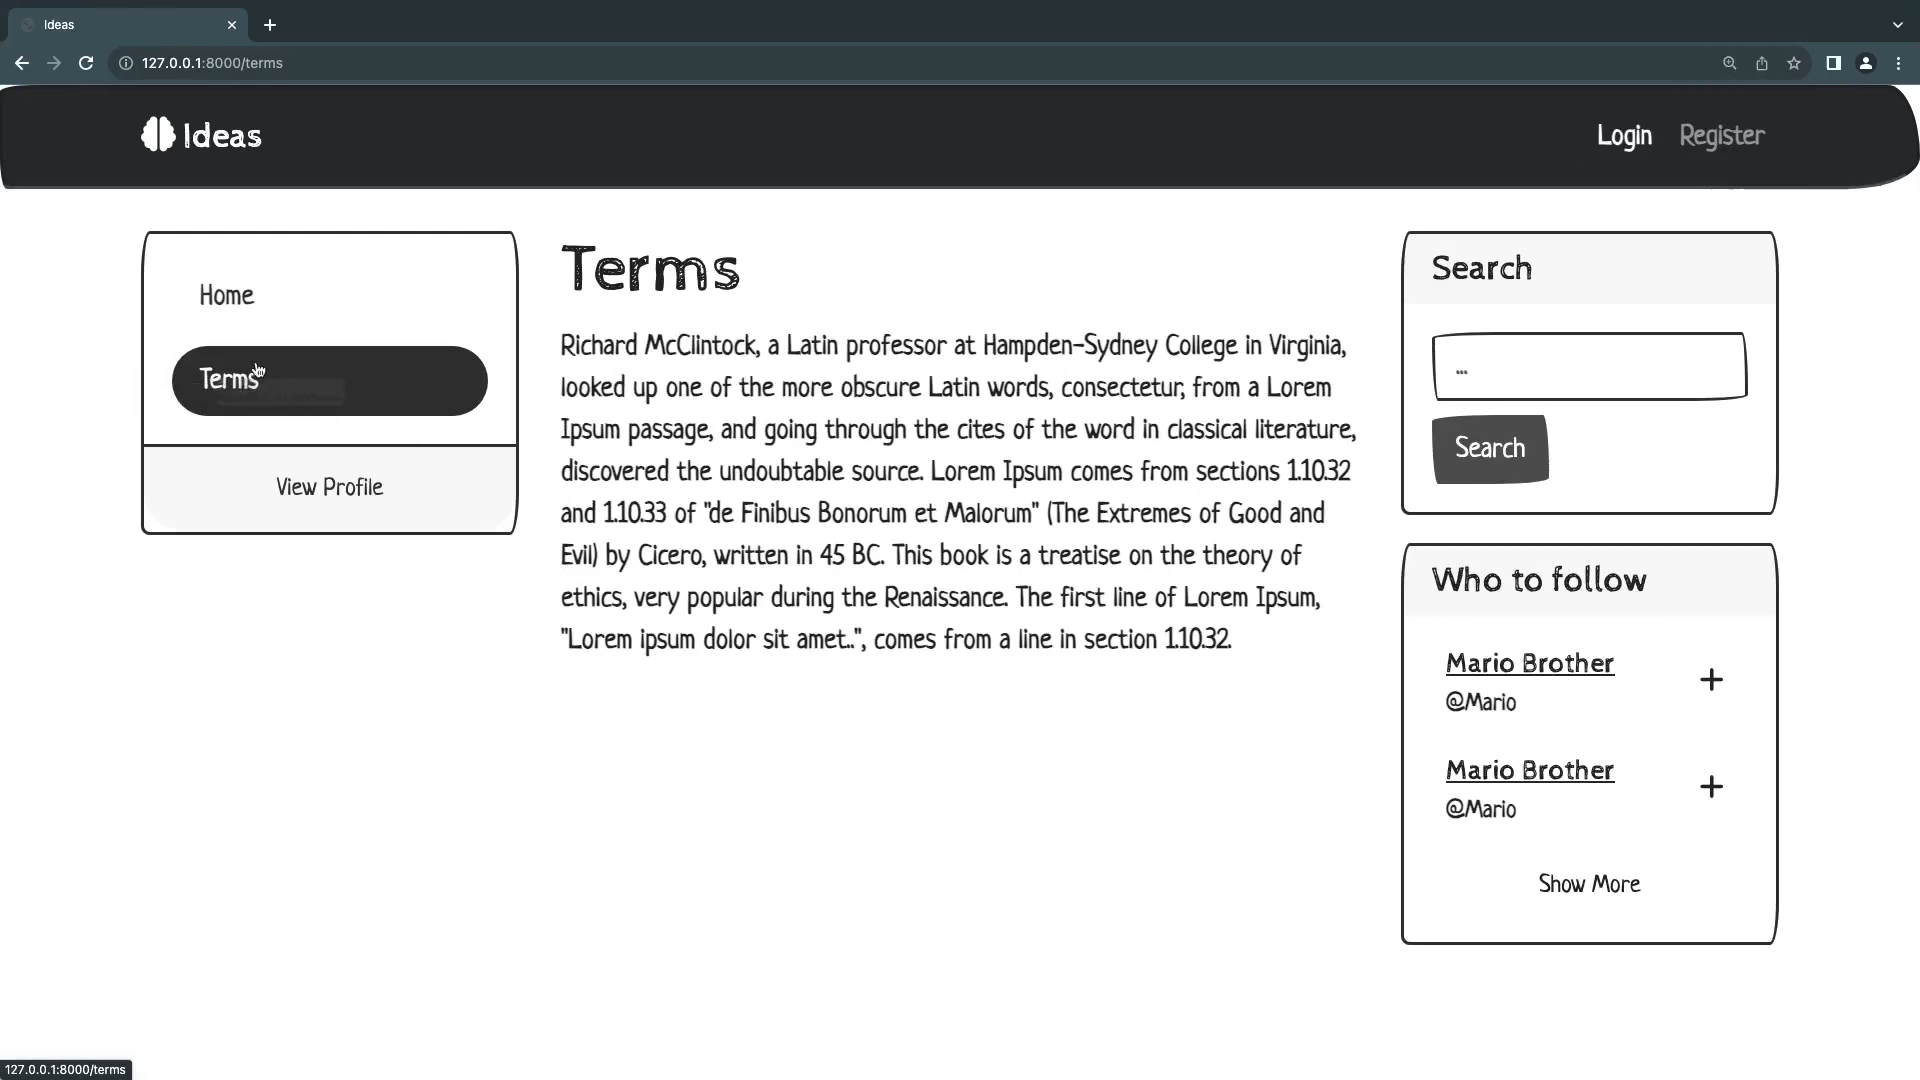 Ideas
127.0.0.1:8000/terms
Ideas
Login Register
Home
Terms
View Profile
Terms
Richard McClintock, a Latin professor at Hampden-Sydney College in Virginia,
looked up one of the more obscure Latin words, consectetur, from a Lorem
Ipsum passage, and going through the cites of the word in classical literature,
discovered the undoubtable source. Lorem Ipsum comes from sections 1.10.32
and 1.10.33 of "de Finibus Bonorum et Malorum" (The Extremes of Good and
Evil) by Cicero, written in 45 BC. This book is a treatise on the theory of
ethics, very popular during the Renaissance. The first line of Lorem Ipsum,
"Lorem ipsum dolor sit amet..", comes from a line in section 1.10.32.
Search
...
Search
Who to follow
Mario Brother
@Mario
Mario Brother
@Mario
Show More
127.0.0.1:8000/terms